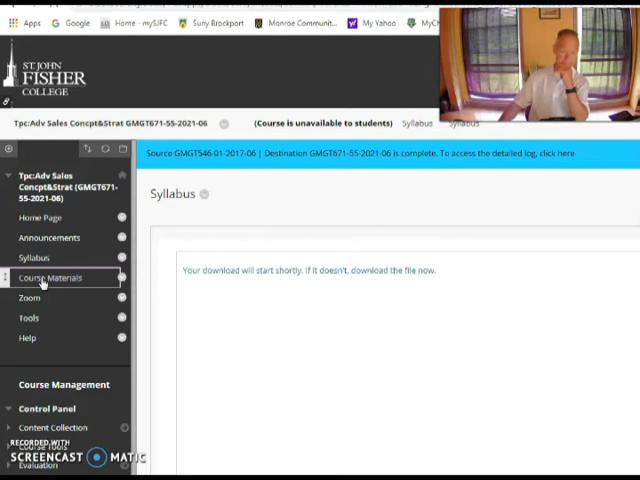 Apps
Google
Home - mySJFC
Suny Brockport
Monroe Communit...
My Yahoo
MyCh
ST. JOHN
FISHER
COLLEGE
Tpc:Adv Sales Concpt&Strat GMGT671-55-2021-06
(Course is unavailable to students)
Syllabus
Syllabus
Source GMGT546-01-2017-06 | Destination GMGT671-55-2021-06 is complete. To access the detailed log, click here
Tpc:Adv Sales
Concpt&Strat (GMGT671-
55-2021-06)
Home Page
Announcements
Syllabus
Course Materials
Zoom
Tools
Help
Syllabus
Your download will start shortly. If it doesn't, download the file now.
Course Management
Control Panel
Content Collection
Course Tools
Evaluation
RECORDED WITH
SCREENCAST MATIC